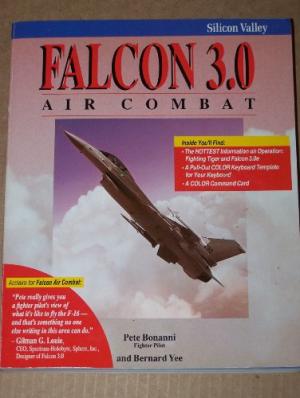 Silicon Valley
FALCON 3.0
AIR COMBAT
Inside You'll Find:
• The HOTTEST Information on Operation:
Fighting Tiger and Falcon 3.0e
• A Pull-Out COLOR Keyboard Template
for Your Keyboard
• A COLOR Command Card
Acclaim for Falcon Air Combat:
"Pete really gives you
a fighter pilot's view of
what it's like to fly the F-16 —
and that's something no one
else writing in this area can do."
– Gilman G. Louie,
CEO, Spectrum-Holobyte, Sphere, Inc.,
Designer of Falcon 3.0
Pete Bonanni
Fighter Pilot
and Bernard Yee